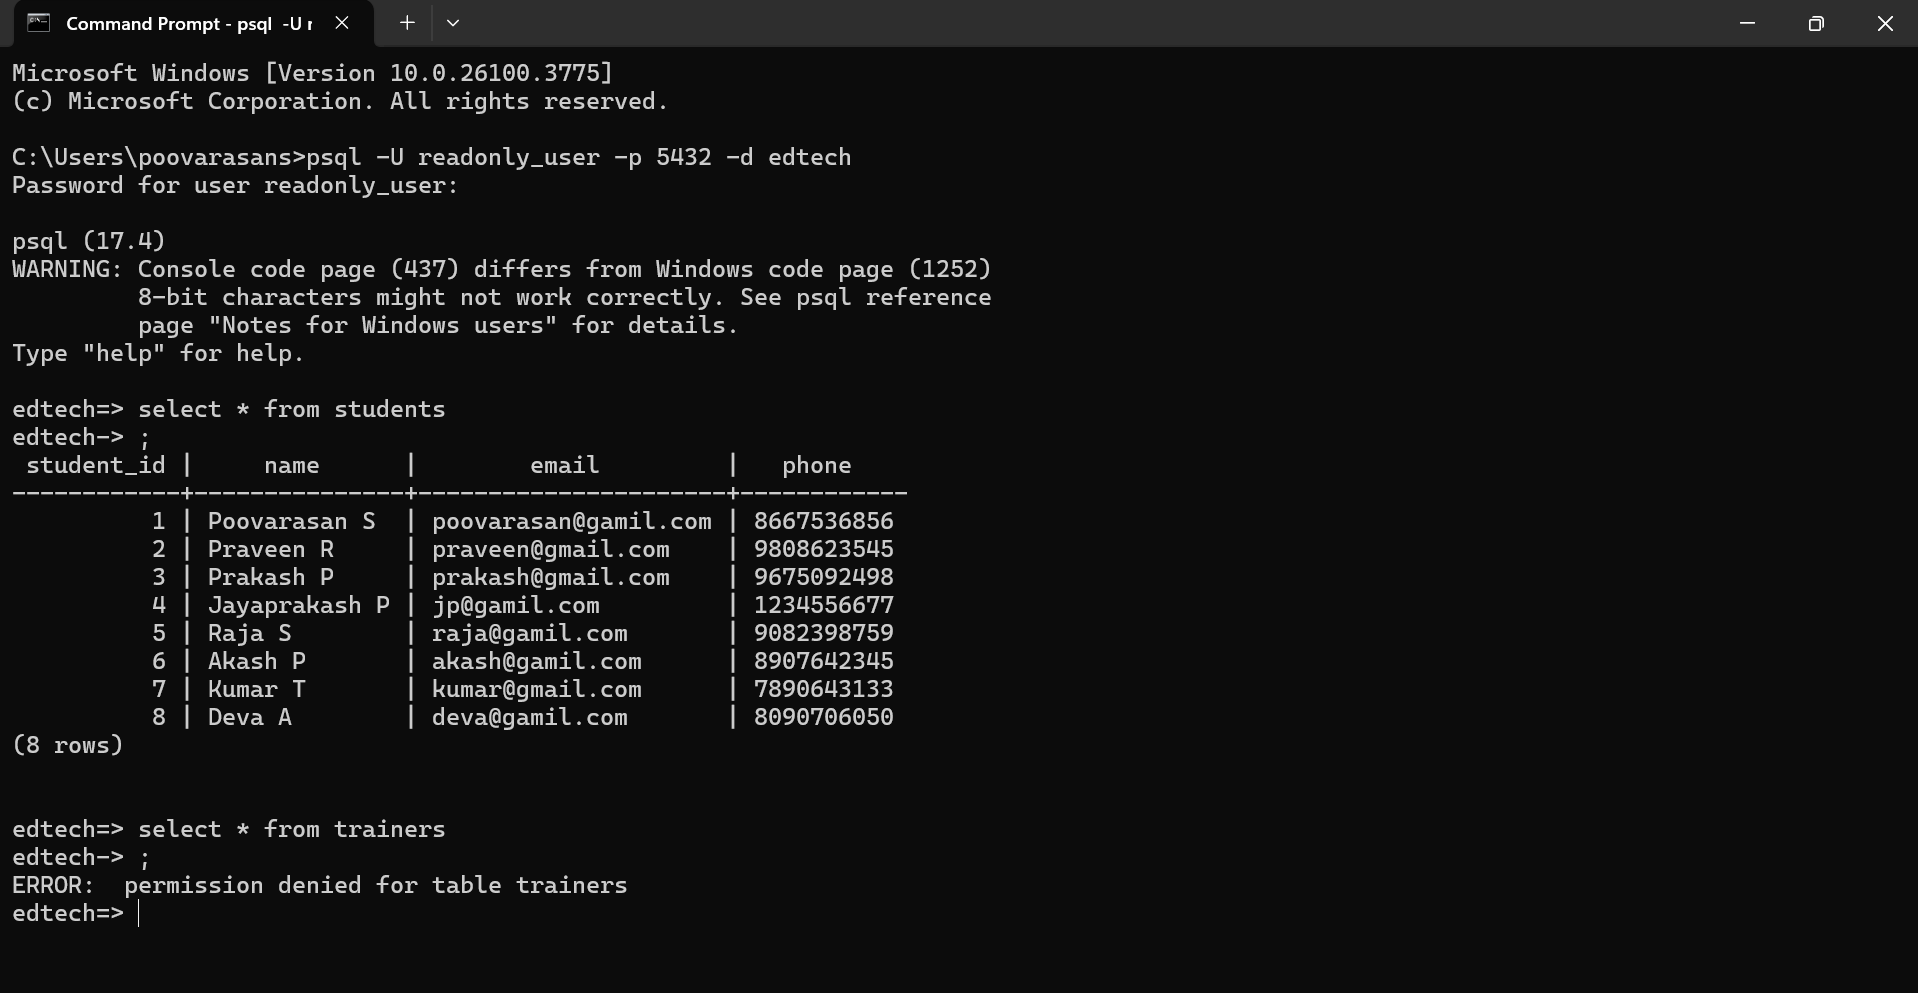 Command Prompt - psql  -U r
Microsoft Windows [Version 10.0.26100.3775]
(c) Microsoft Corporation. All rights reserved.
C:\Users\poovarasans>psql -U readonly_user -p 5432 -d edtech
Password for user readonly_user:
psql (17.4)
WARNING: Console code page (437) differs from Windows code page (1252)
         8-bit characters might not work correctly. See psql reference
         page "Notes for Windows users" for details.
Type "help" for help.
edtech=> select * from students
edtech-> ;
 student_id |     name      |        email         |   phone
------------+---------------+----------------------+------------
          1 | Poovarasan S  | poovarasan@gamil.com | 8667536856
          2 | Praveen R     | praveen@gmail.com    | 9808623545
          3 | Prakash P     | prakash@gmail.com    | 9675092498
          4 | Jayaprakash P | jp@gamil.com         | 1234556677
          5 | Raja S        | raja@gamil.com       | 9082398759
          6 | Akash P       | akash@gamil.com      | 8907642345
          7 | Kumar T       | kumar@gmail.com      | 7890643133
          8 | Deva A        | deva@gamil.com       | 8090706050
(8 rows)
edtech=> select * from trainers
edtech-> ;
ERROR:  permission denied for table trainers
edtech=>